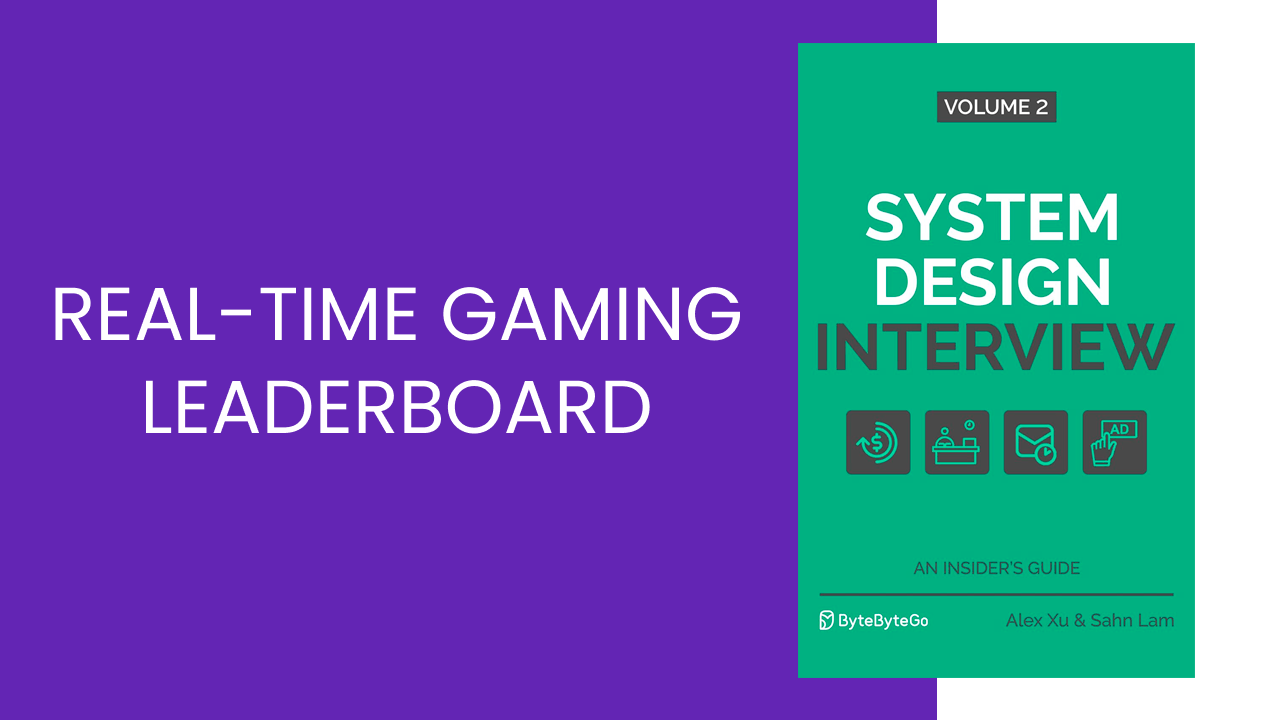 REAL-TIME GAMING
LEADERBOARD
VOLUME 2
SYSTEM
DESIGN
INTERVIEW
AD
AN INSIDER'S GUIDE
ByteByteGo
Alex Xu & Sahn Lam